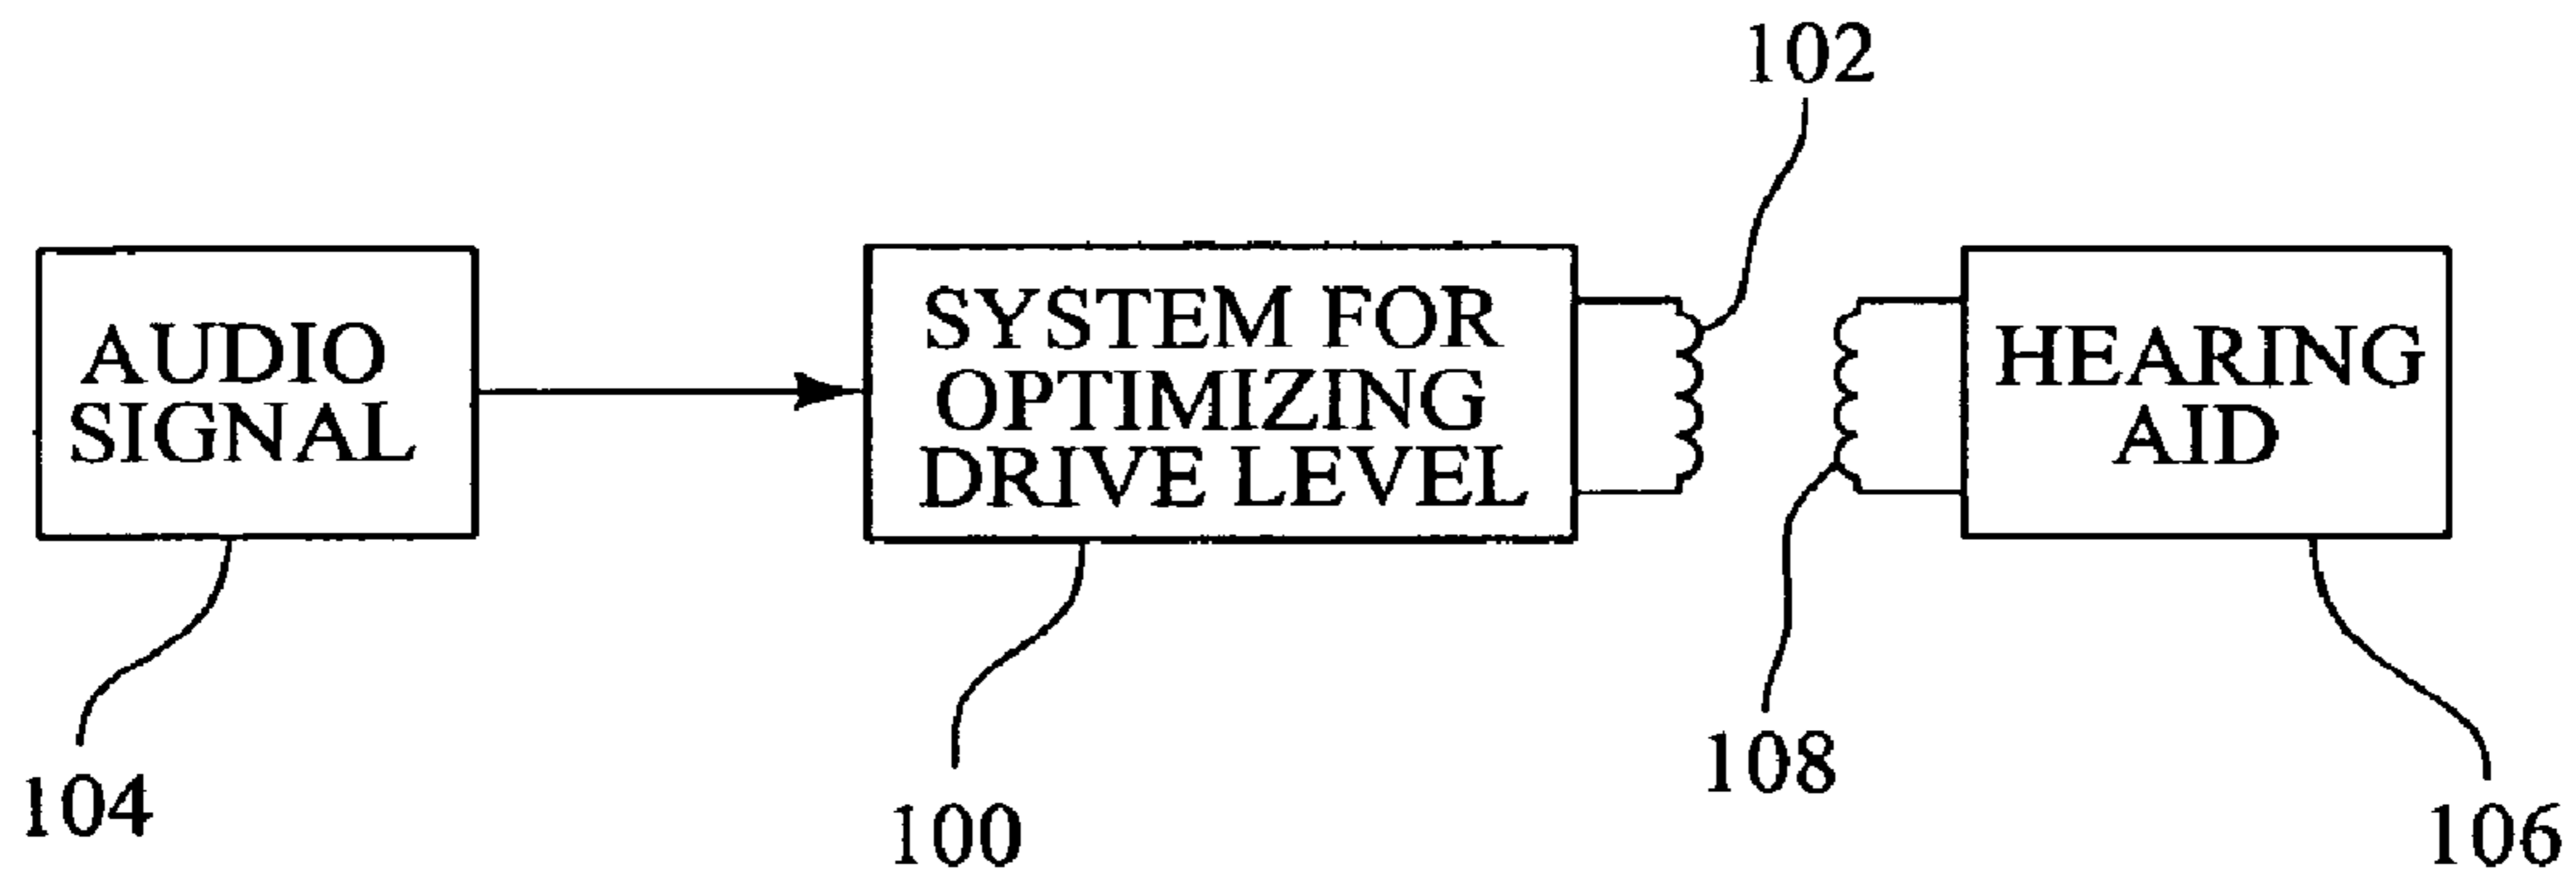 102
AUDIO
SIGNAL
SYSTEM FOR
OPTIMIZING
DRIVE LEVEL
HEARING
AID
104
100
108
106